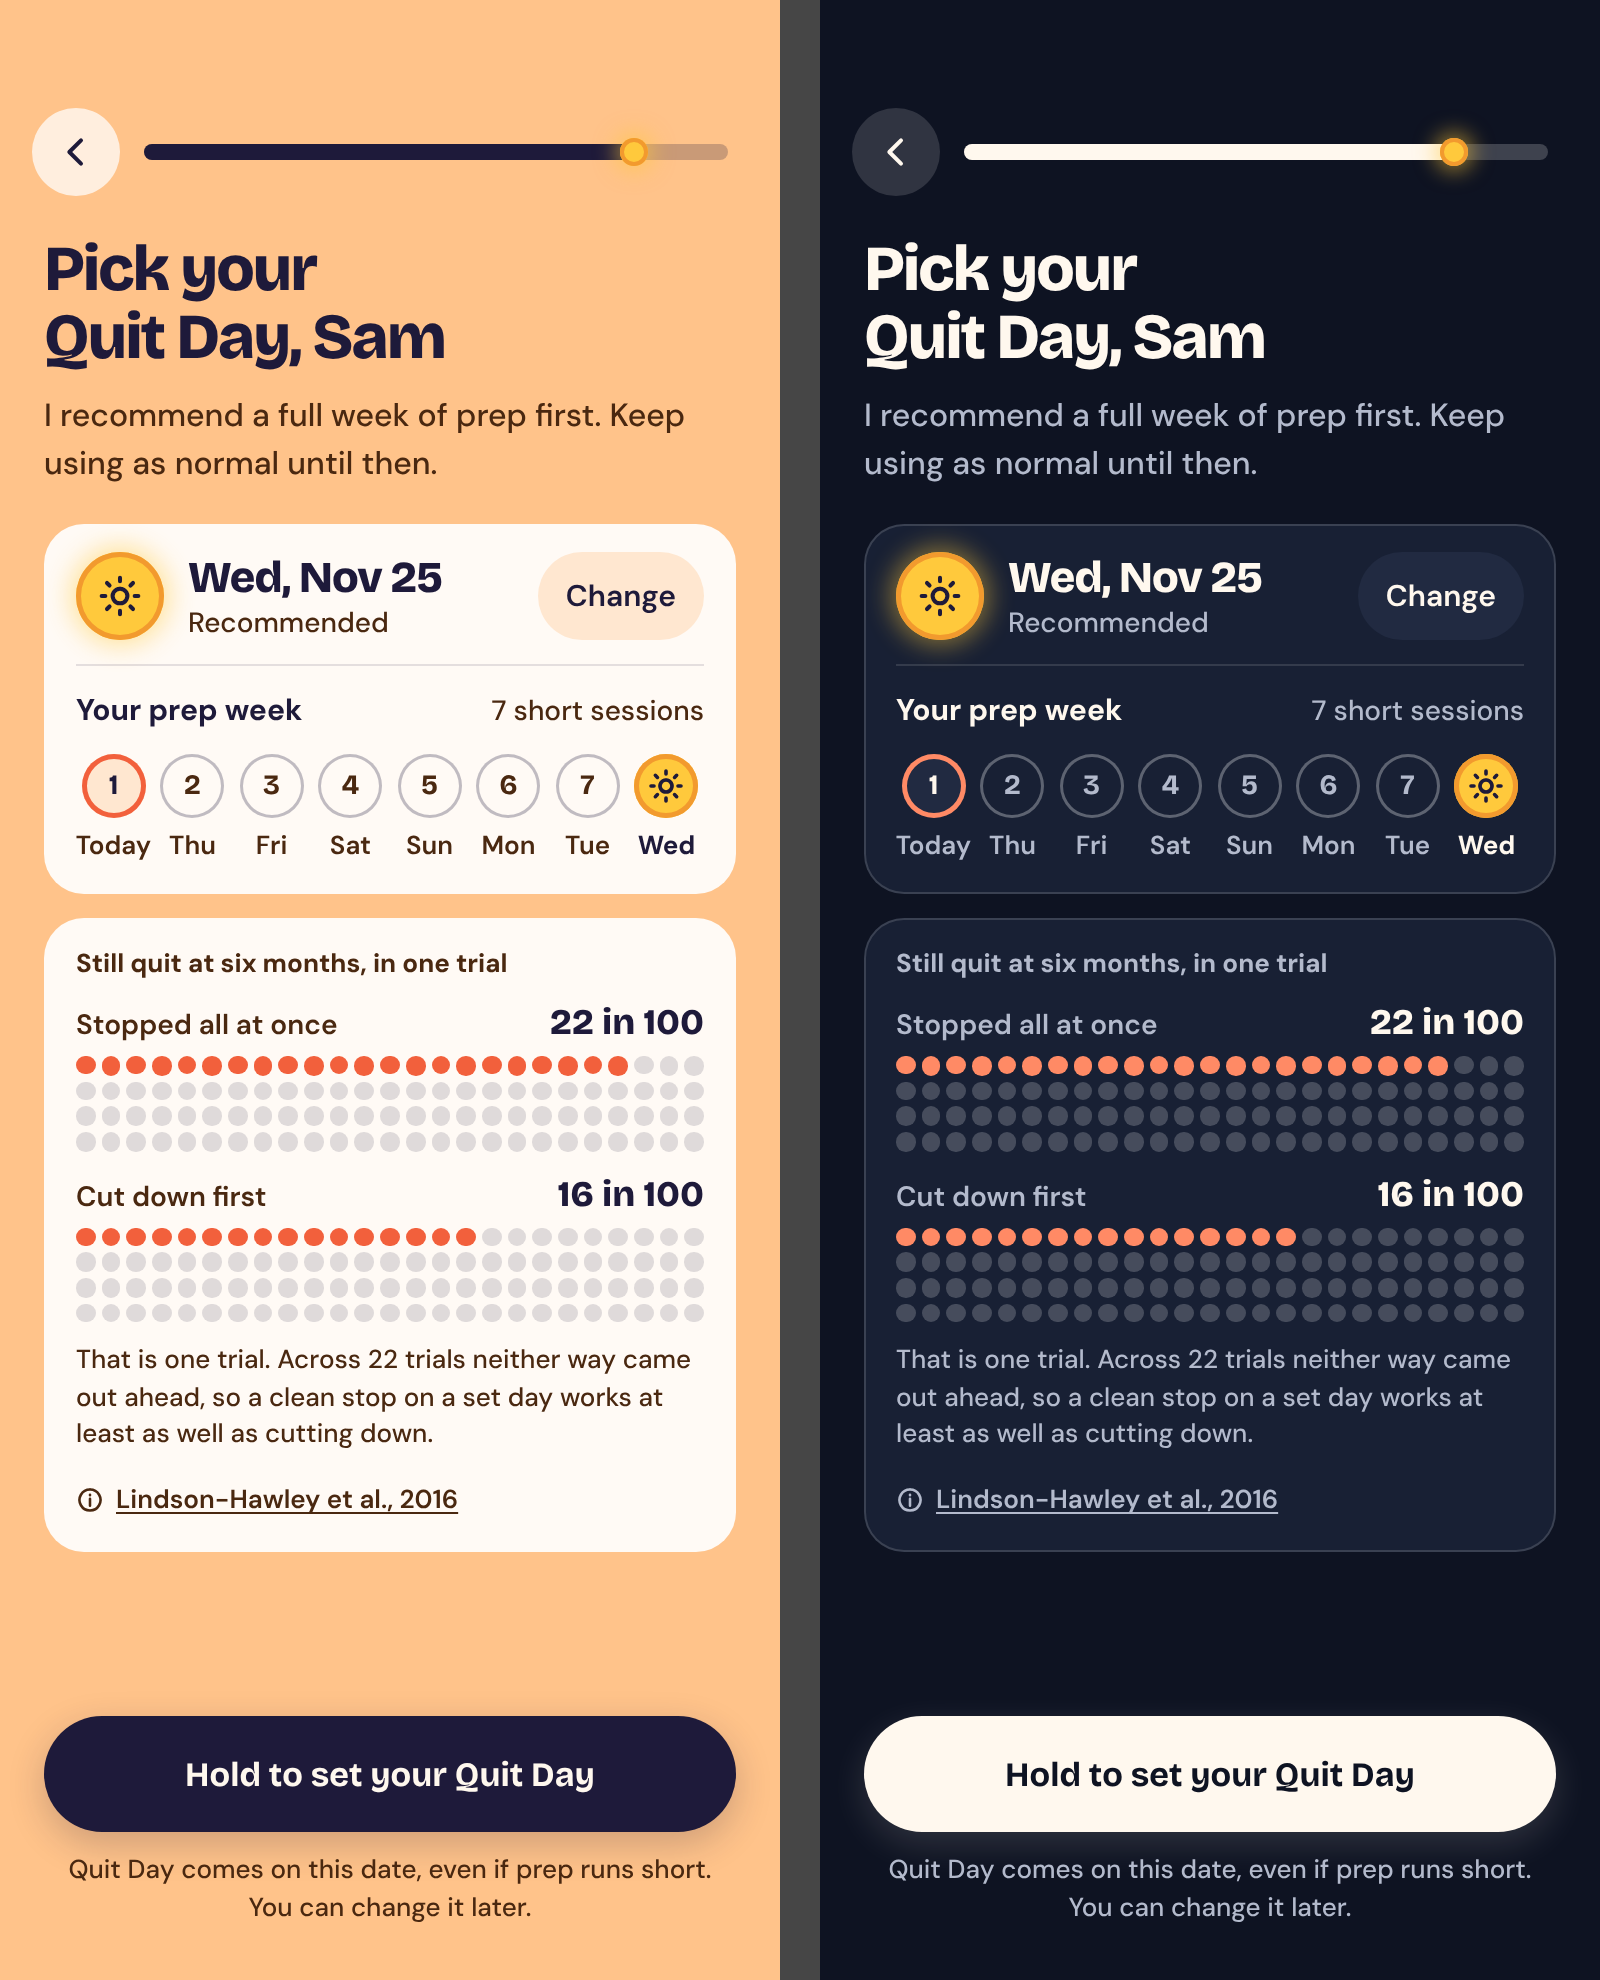 Pick your
Quit Day, Sam
I recommend a full week of prep first. Keep
using as normal until then.
Wed, Nov 25
Recommended
Change
Your prep week
7 short sessions
1 2 3 4 5 6 7
Today Thu Fri Sat Sun Mon Tue Wed
Still quit at six months, in one trial
Stopped all at once
22 in 100
Cut down first
16 in 100
That is one trial. Across 22 trials neither way came
out ahead, so a clean stop on a set day works at
least as well as cutting down.
Lindson-Hawley et al., 2016
Hold to set your Quit Day
Quit Day comes on this date, even if prep runs short.
You can change it later.
Pick your
Quit Day, Sam
I recommend a full week of prep first. Keep
using as normal until then.
Wed, Nov 25
Recommended
Change
Your prep week
7 short sessions
1 2 3 4 5 6 7
Today Thu Fri Sat Sun Mon Tue Wed
Still quit at six months, in one trial
Stopped all at once
22 in 100
Cut down first
16 in 100
That is one trial. Across 22 trials neither way came
out ahead, so a clean stop on a set day works at
least as well as cutting down.
Lindson-Hawley et al., 2016
Hold to set your Quit Day
Quit Day comes on this date, even if prep runs short.
You can change it later.